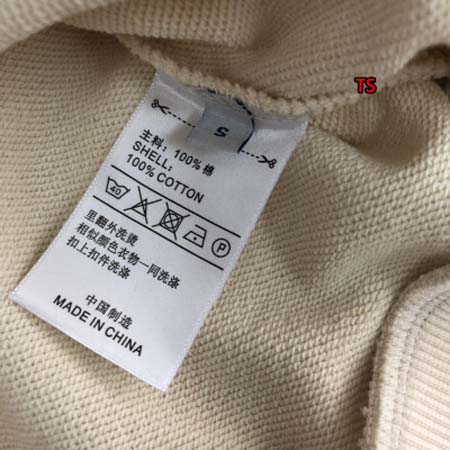 TS
S
主料：100%棉
SHELL:
100% COTTON
40
P
里翻外洗烫
相似颜色衣物一同洗涤
扣上扣件洗涤
中国制造
MADE IN CHINA